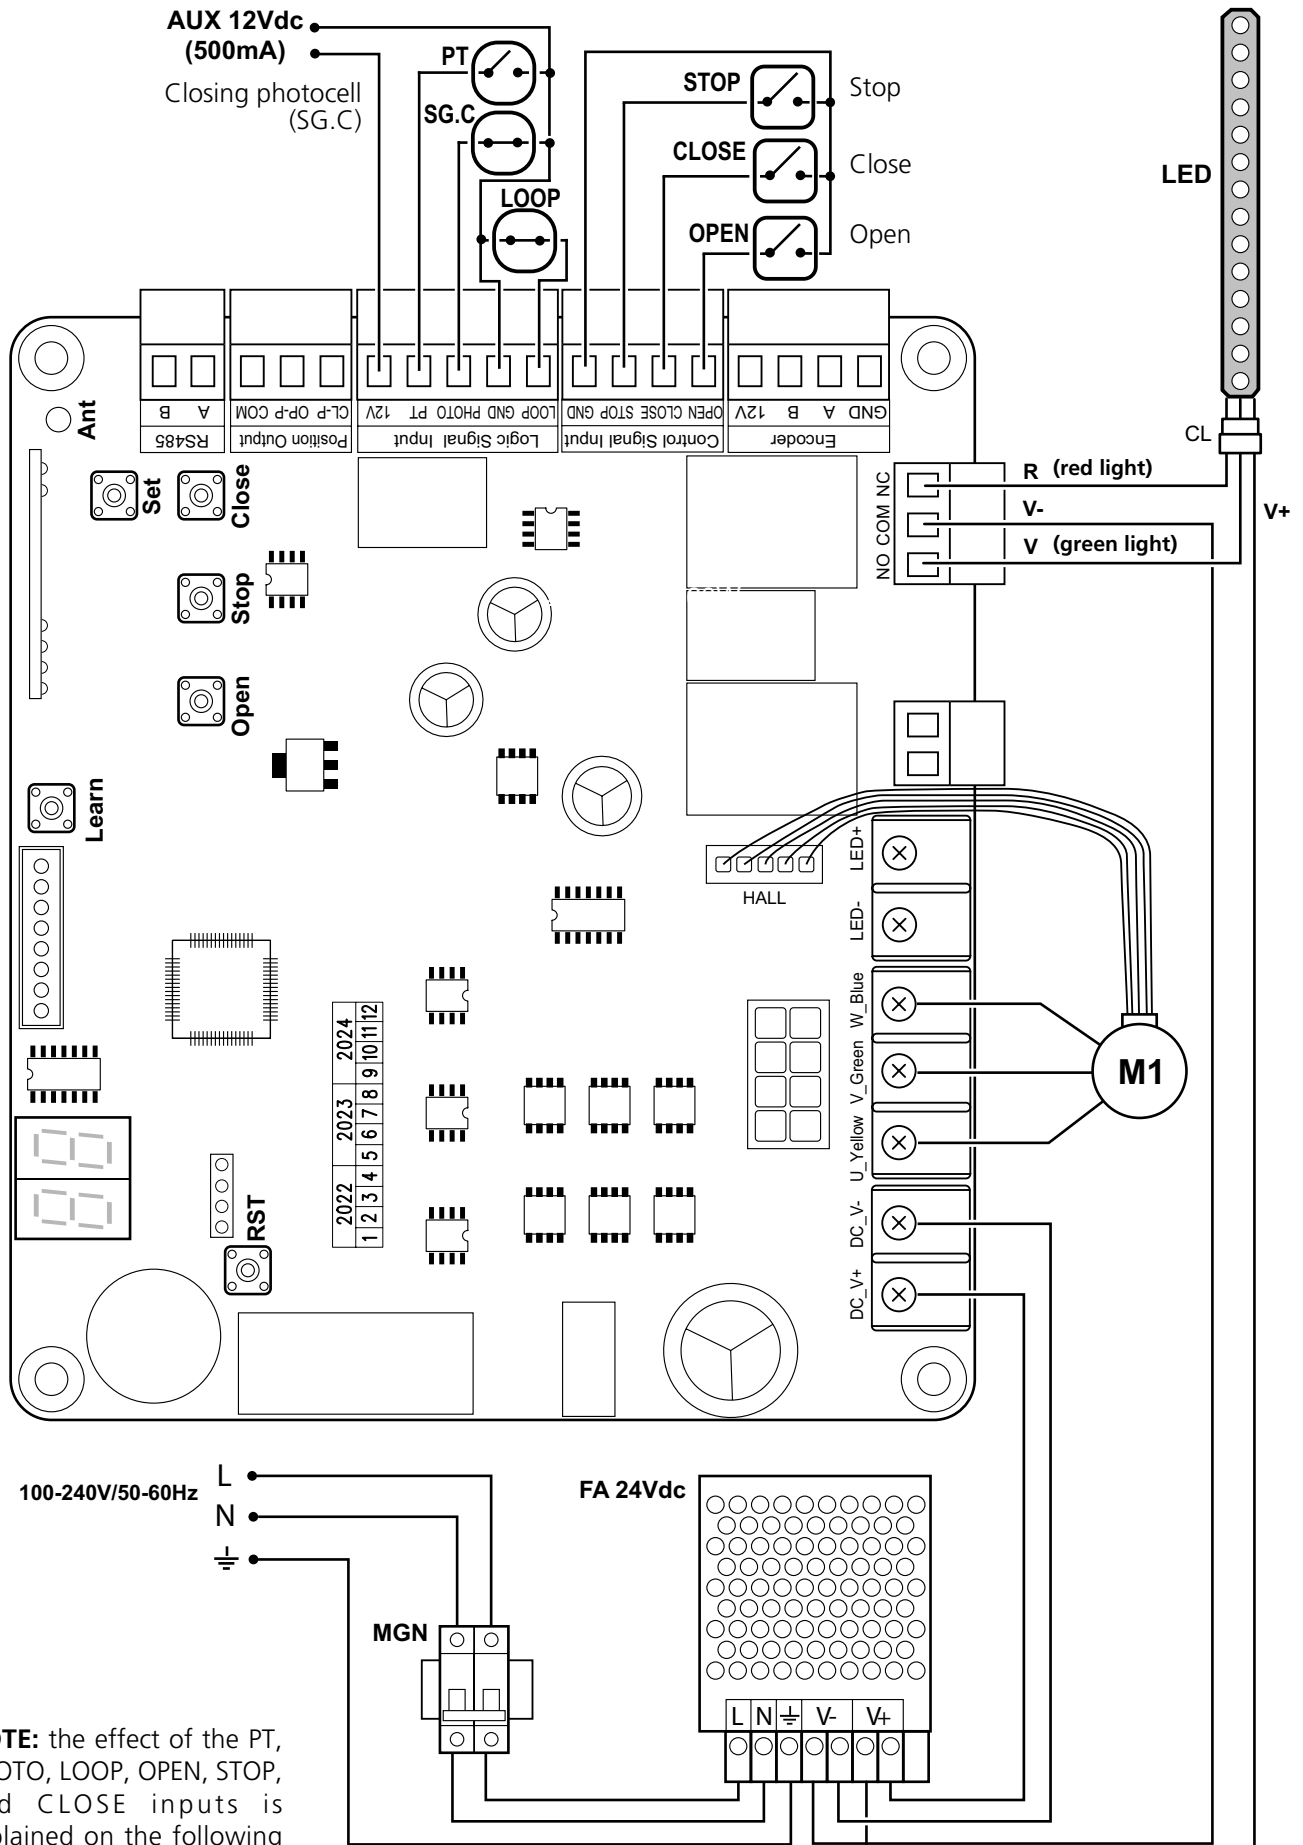 AUX 12Vdc
(500mA)
Closing photocell
(SG.C)
PT
SG.C
LOOP
STOP
Stop
CLOSE
Close
OPEN
Open
LED
CL
B A
RS485
COM OP-P CL-P
Position Output
12V PT PHOTO GND LOOP
Logic Signal Input
GND STOP CLOSE OPEN
Control Signal Input
12V B A GND
Encoder
Ant
Set
Close
Stop
Open
Learn
NO COM NC
R (red light)
V-
V (green light)
V+
HALL
LED+
LED-
W_Blue
V_Green
U_Yellow
DC_V-
DC_V+
M1
2022 2023 2024
1 2 3 4 5 6 7 8 9 10 11 12
RST
100-240V/50-60Hz
L
N
MGN
FA 24Vdc
L N V- V+
OTE: the effect of the PT,
OTO, LOOP, OPEN, STOP,
d CLOSE inputs is
plained on the following